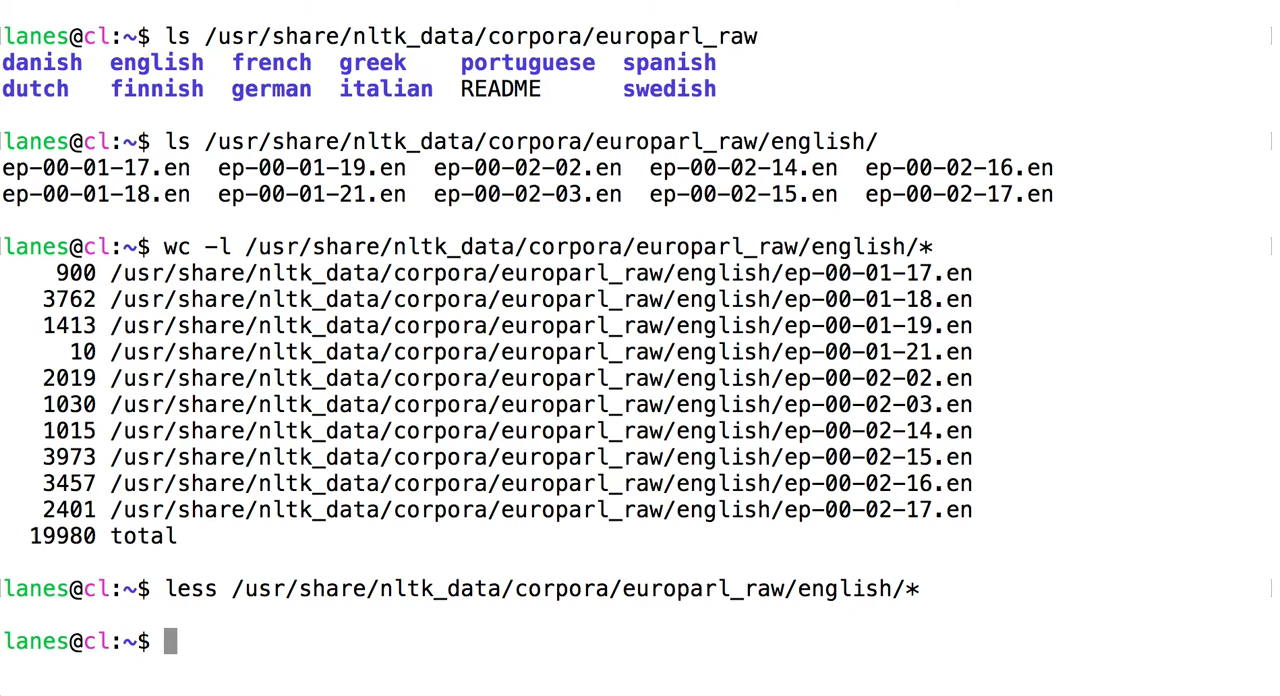 lanes@cl:~$ ls /usr/share/nltk_data/corpora/europarl_raw
danish  english  french  greek    portuguese  spanish
dutch   finnish  german  italian  README      swedish
lanes@cl:~$ ls /usr/share/nltk_data/corpora/europarl_raw/english/
ep-00-01-17.en  ep-00-01-19.en  ep-00-02-02.en  ep-00-02-14.en  ep-00-02-16.en
ep-00-01-18.en  ep-00-01-21.en  ep-00-02-03.en  ep-00-02-15.en  ep-00-02-17.en
lanes@cl:~$ wc -l /usr/share/nltk_data/corpora/europarl_raw/english/*
900 /usr/share/nltk_data/corpora/europarl_raw/english/ep-00-01-17.en
3762 /usr/share/nltk_data/corpora/europarl_raw/english/ep-00-01-18.en
1413 /usr/share/nltk_data/corpora/europarl_raw/english/ep-00-01-19.en
10 /usr/share/nltk_data/corpora/europarl_raw/english/ep-00-01-21.en
2019 /usr/share/nltk_data/corpora/europarl_raw/english/ep-00-02-02.en
1030 /usr/share/nltk_data/corpora/europarl_raw/english/ep-00-02-03.en
1015 /usr/share/nltk_data/corpora/europarl_raw/english/ep-00-02-14.en
3973 /usr/share/nltk_data/corpora/europarl_raw/english/ep-00-02-15.en
3457 /usr/share/nltk_data/corpora/europarl_raw/english/ep-00-02-16.en
2401 /usr/share/nltk_data/corpora/europarl_raw/english/ep-00-02-17.en
19980 total
lanes@cl:~$ less /usr/share/nltk_data/corpora/europarl_raw/english/*
lanes@cl:~$